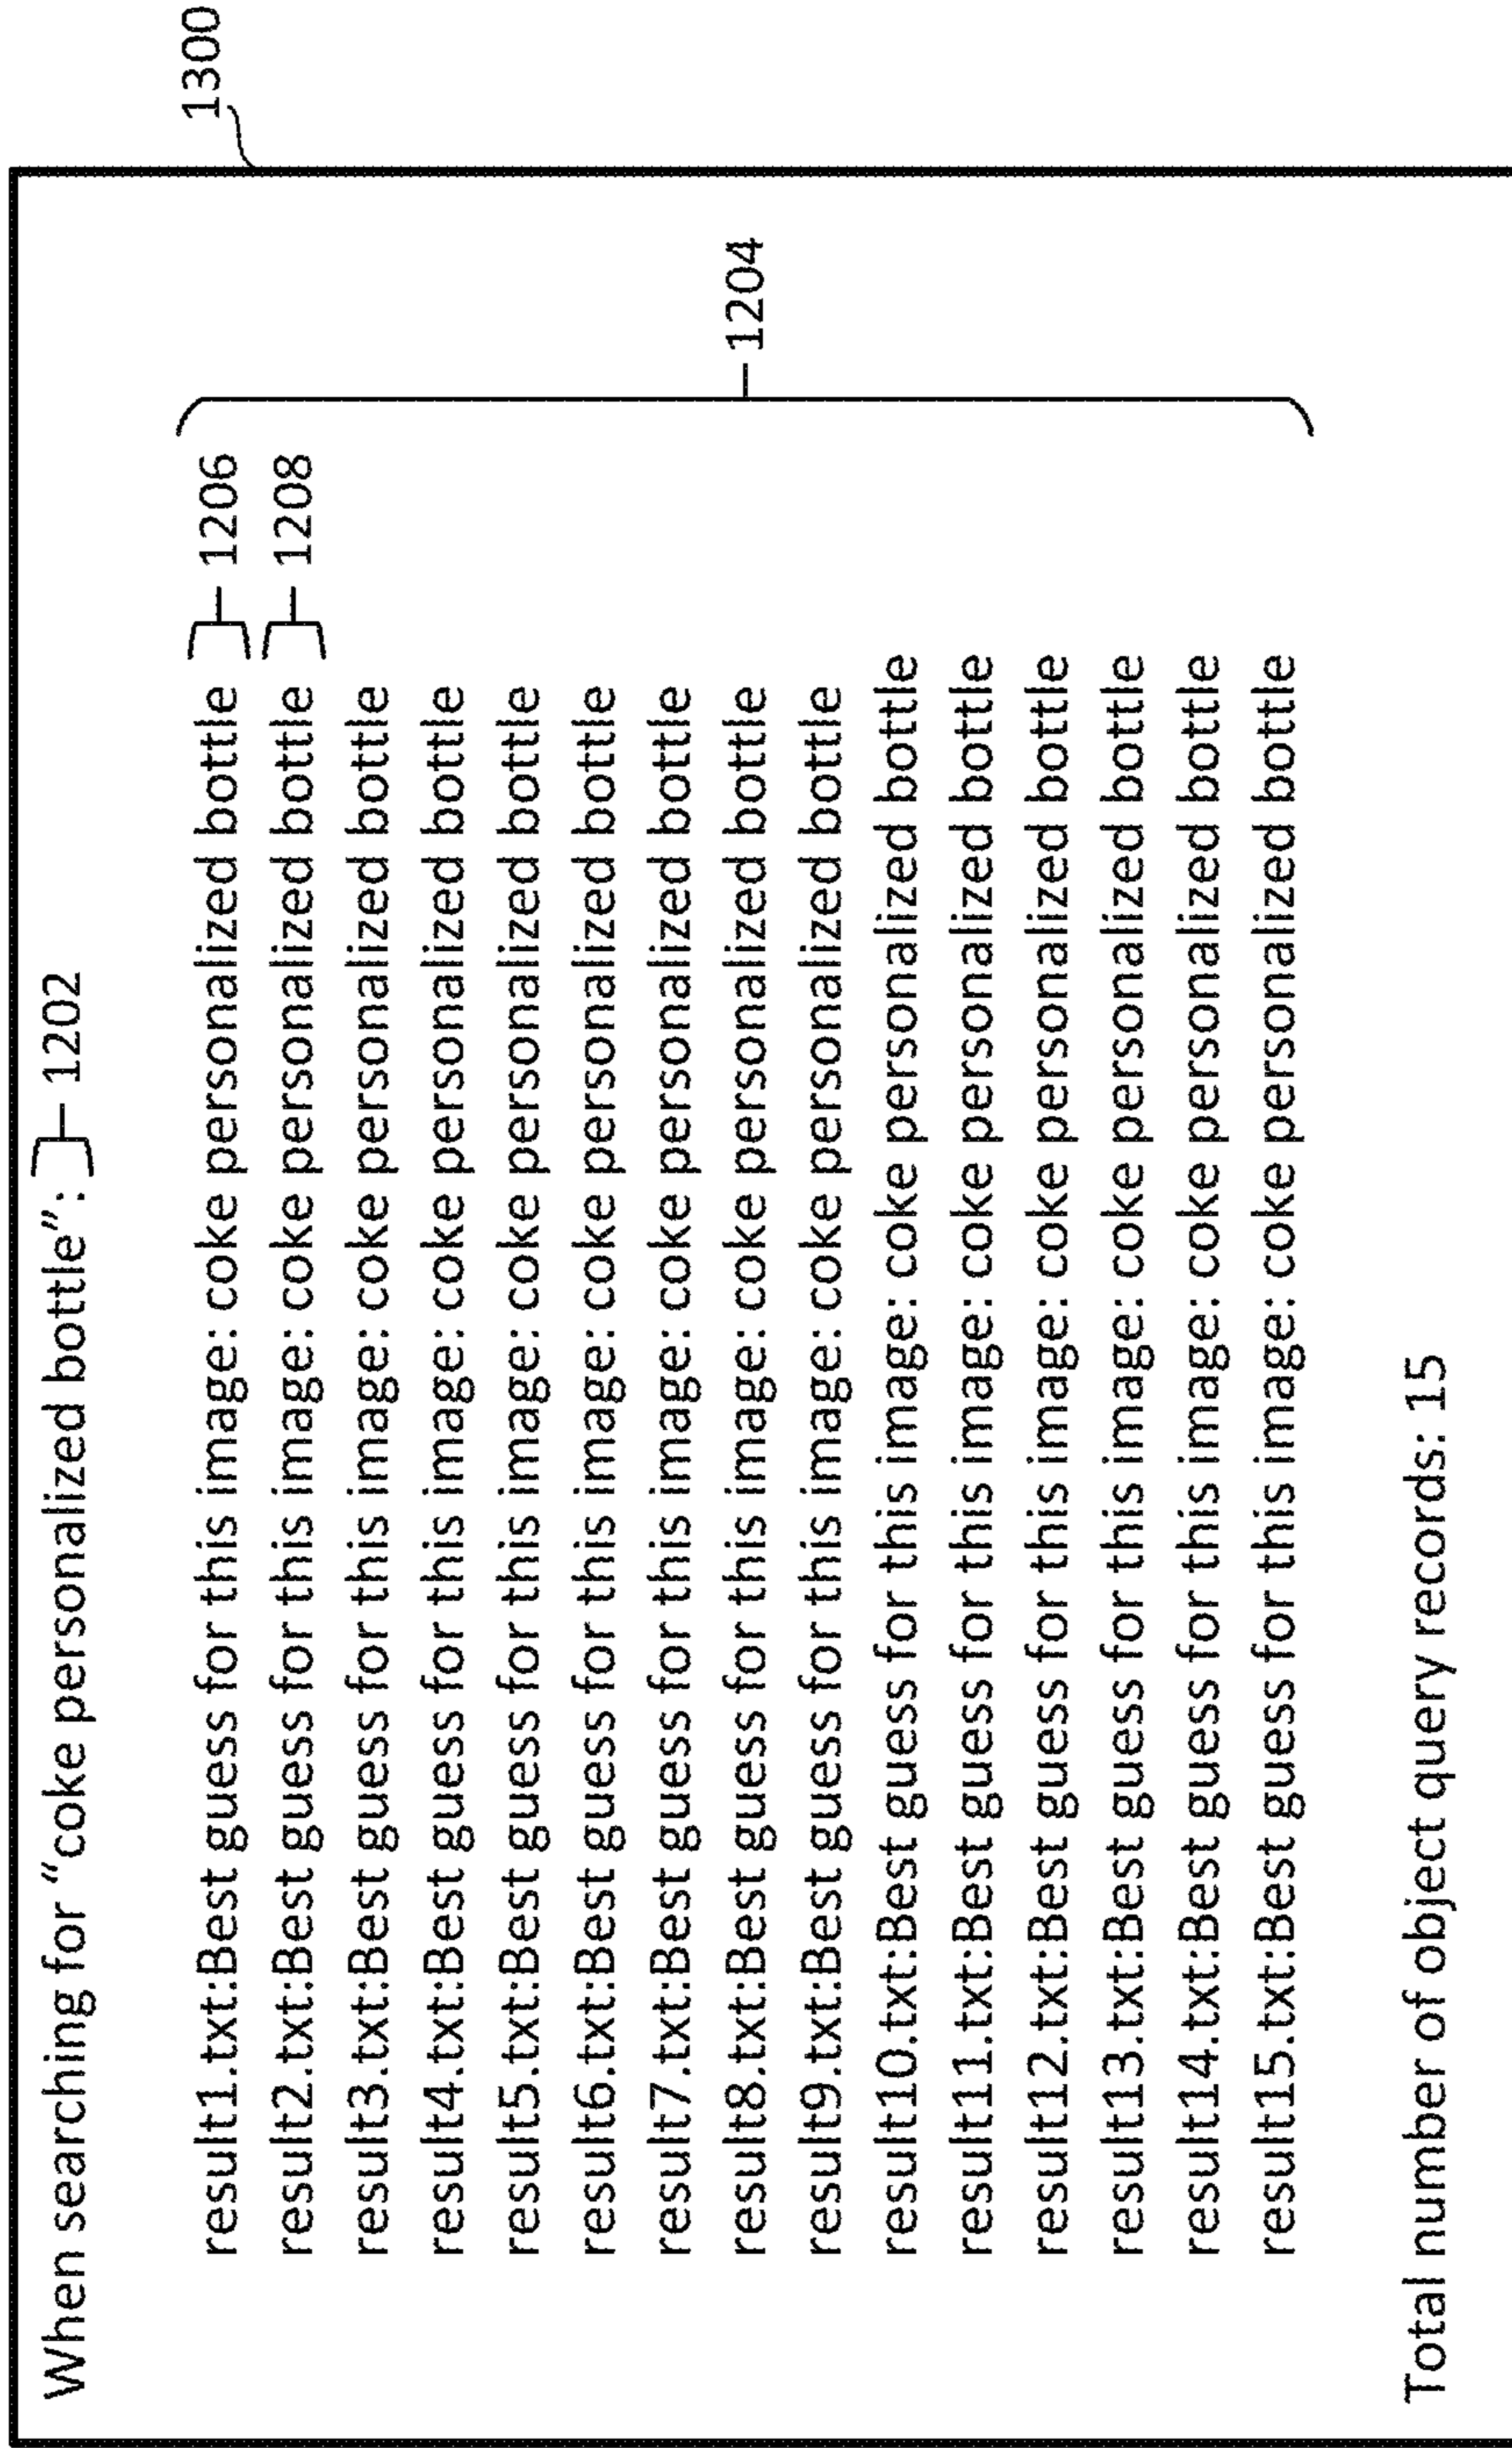 1300
When searching for “coke personalized bottle”: 1202
result1.txt:Best guess for this image: coke personalized bottle 1206
result2.txt:Best guess for this image: coke personalized bottle 1208
result3.txt:Best guess for this image: coke personalized bottle
result4.txt:Best guess for this image: coke personalized bottle
result5.txt:Best guess for this image: coke personalized bottle
result6.txt:Best guess for this image: coke personalized bottle
result7.txt:Best guess for this image: coke personalized bottle
result8.txt:Best guess for this image: coke personalized bottle
1204
result9.txt:Best guess for this image: coke personalized bottle
result10.txt:Best guess for this image: coke personalized bottle
result11.txt:Best guess for this image: coke personalized bottle
result12.txt:Best guess for this image: coke personalized bottle
result13.txt:Best guess for this image: coke personalized bottle
result14.txt:Best guess for this image: coke personalized bottle
result15.txt:Best guess for this image: coke personalized bottle
Total number of object query records: 15